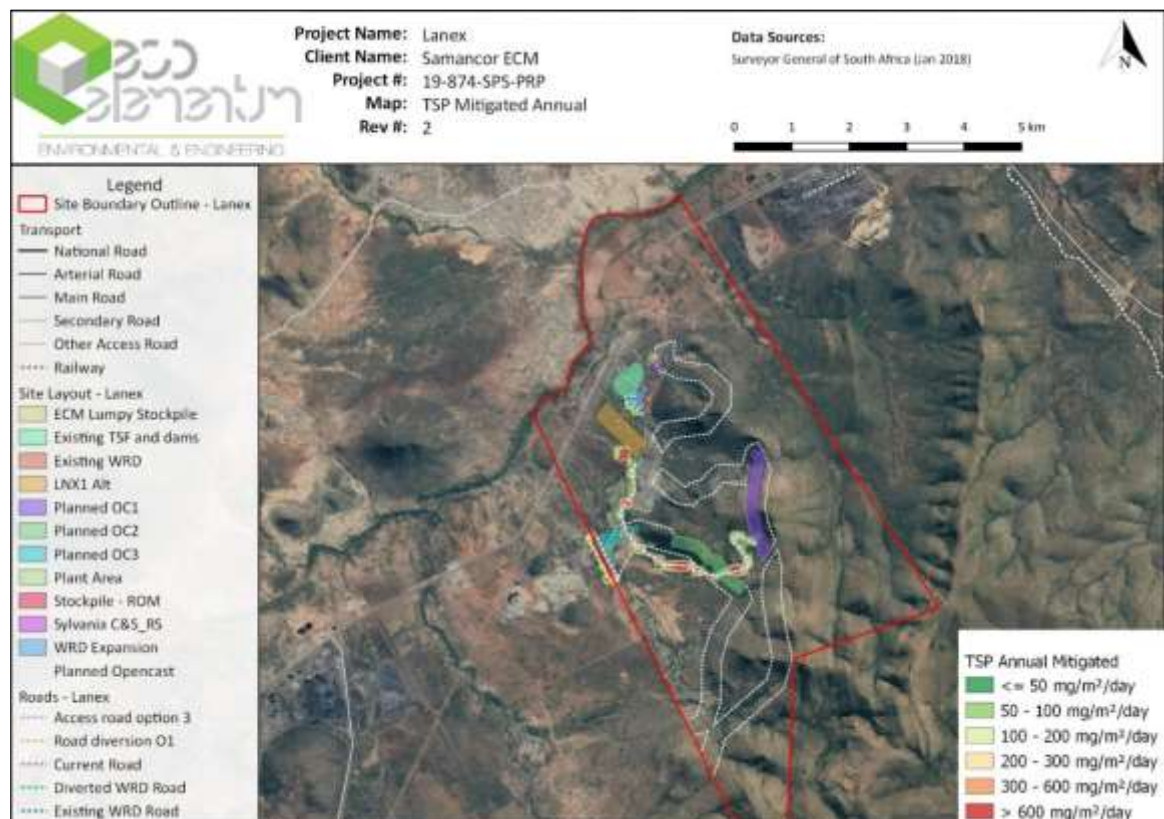 eco
elementum
ENVIRONMENTAL & ENGINEERING
Project Name: Lanex
Client Name: Samancor ECM
Project #: 19-874-SPS-PRP
Map: TSP Mitigated Annual
Rev #: 2
Data Sources:
Surveyor General of South Africa (Jan 2018)
N
0 1 2 3 4 5 km
Legend
Site Boundary Outline - Lanex
Transport
National Road
Arterial Road
Main Road
Secondary Road
Other Access Road
Railway
Site Layout - Lanex
ECM Lumpy Stockpile
Existing TSF and dams
Existing WRD
LNX1 Alt
Planned OC1
Planned OC2
Planned OC3
Plant Area
Stockpile - ROM
Sylvania C&S_RS
WRD Expansion
Planned Opencast
Roads - Lanex
Access road option 3
Road diversion O1
Current Road
Diverted WRD Road
Existing WRD Road
TSP Annual Mitigated
<= 50 mg/m²/day
50 - 100 mg/m²/day
100 - 200 mg/m²/day
200 - 300 mg/m²/day
300 - 600 mg/m²/day
> 600 mg/m²/day